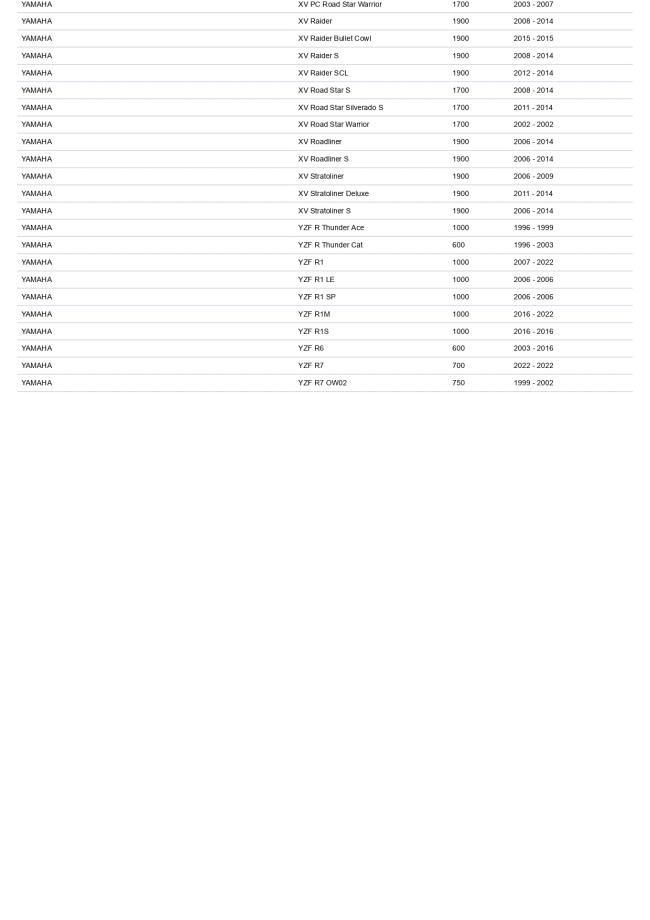 YAMAHA XV PC Road Star Warrior 1700 2003 - 2007
YAMAHA XV Raider 1900 2008 - 2014
YAMAHA XV Raider Bullet Cowl 1900 2015 - 2015
YAMAHA XV Raider S 1900 2008 - 2014
YAMAHA XV Raider SCL 1900 2012 - 2014
YAMAHA XV Road Star S 1700 2008 - 2014
YAMAHA XV Road Star Silverado S 1700 2011 - 2014
YAMAHA XV Road Star Warrior 1700 2002 - 2002
YAMAHA XV Roadliner 1900 2006 - 2014
YAMAHA XV Roadliner S 1900 2006 - 2014
YAMAHA XV Stratoliner 1900 2006 - 2009
YAMAHA XV Stratoliner Deluxe 1900 2011 - 2014
YAMAHA XV Stratoliner S 1900 2006 - 2014
YAMAHA YZF R Thunder Ace 1000 1996 - 1999
YAMAHA YZF R Thunder Cat 600 1996 - 2003
YAMAHA YZF R1 1000 2007 - 2022
YAMAHA YZF R1 LE 1000 2006 - 2006
YAMAHA YZF R1 SP 1000 2006 - 2006
YAMAHA YZF R1M 1000 2016 - 2022
YAMAHA YZF R1S 1000 2016 - 2016
YAMAHA YZF R6 600 2003 - 2016
YAMAHA YZF R7 700 2022 - 2022
YAMAHA YZF R7 OW02 750 1999 - 2002